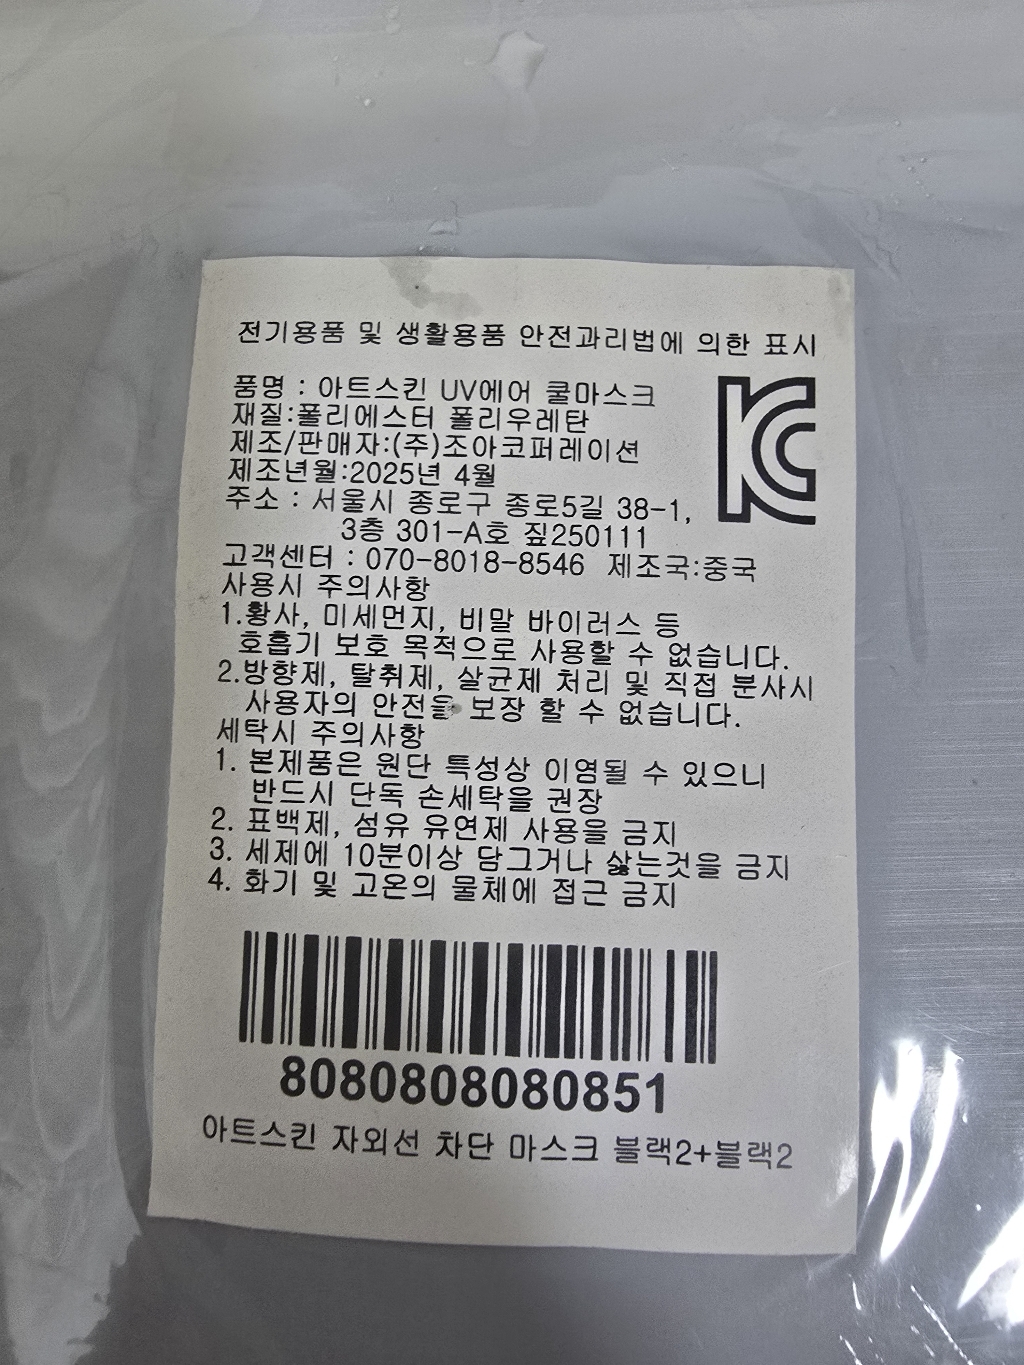 전기용품 및 생활용품 안전과리법에 의한 표시
품명 : 아트스킨 UV에어 쿨마스크
재질:폴리에스터 폴리우레탄
제조/판매자:(주)조아코퍼레이션
제조년월:2025년 4월
주소 : 서울시 종로구 종로5길 38-1,
3층 301-A호 짚250111
고객센터 : 070-8018-8546 제조국:중국
사용시 주의사항
1.황사, 미세먼지, 비말 바이러스 등
호흡기 보호 목적으로 사용할 수 없습니다.
2.방향제, 탈취제, 살균제 처리 및 직접 분사시
사용자의 안전을 보장 할 수 없습니다.
세탁시 주의사항
1. 본제품은 원단 특성상 이염될 수 있으니
반드시 단독 손세탁을 권장
2. 표백제, 섬유 유연제 사용을 금지
3. 세제에 10분이상 담그거나 삻는것을 금지
4. 화기 및 고온의 물체에 접근 금지
8080808080851
아트스킨 자외선 차단 마스크 블랙2+블랙2